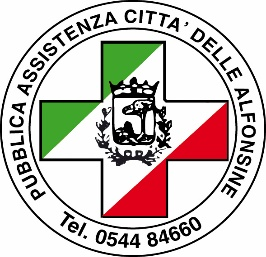 PUBBLICA ASSISTENZA CITTA' DELLE ALFONSINE
Tel. 0544 84660